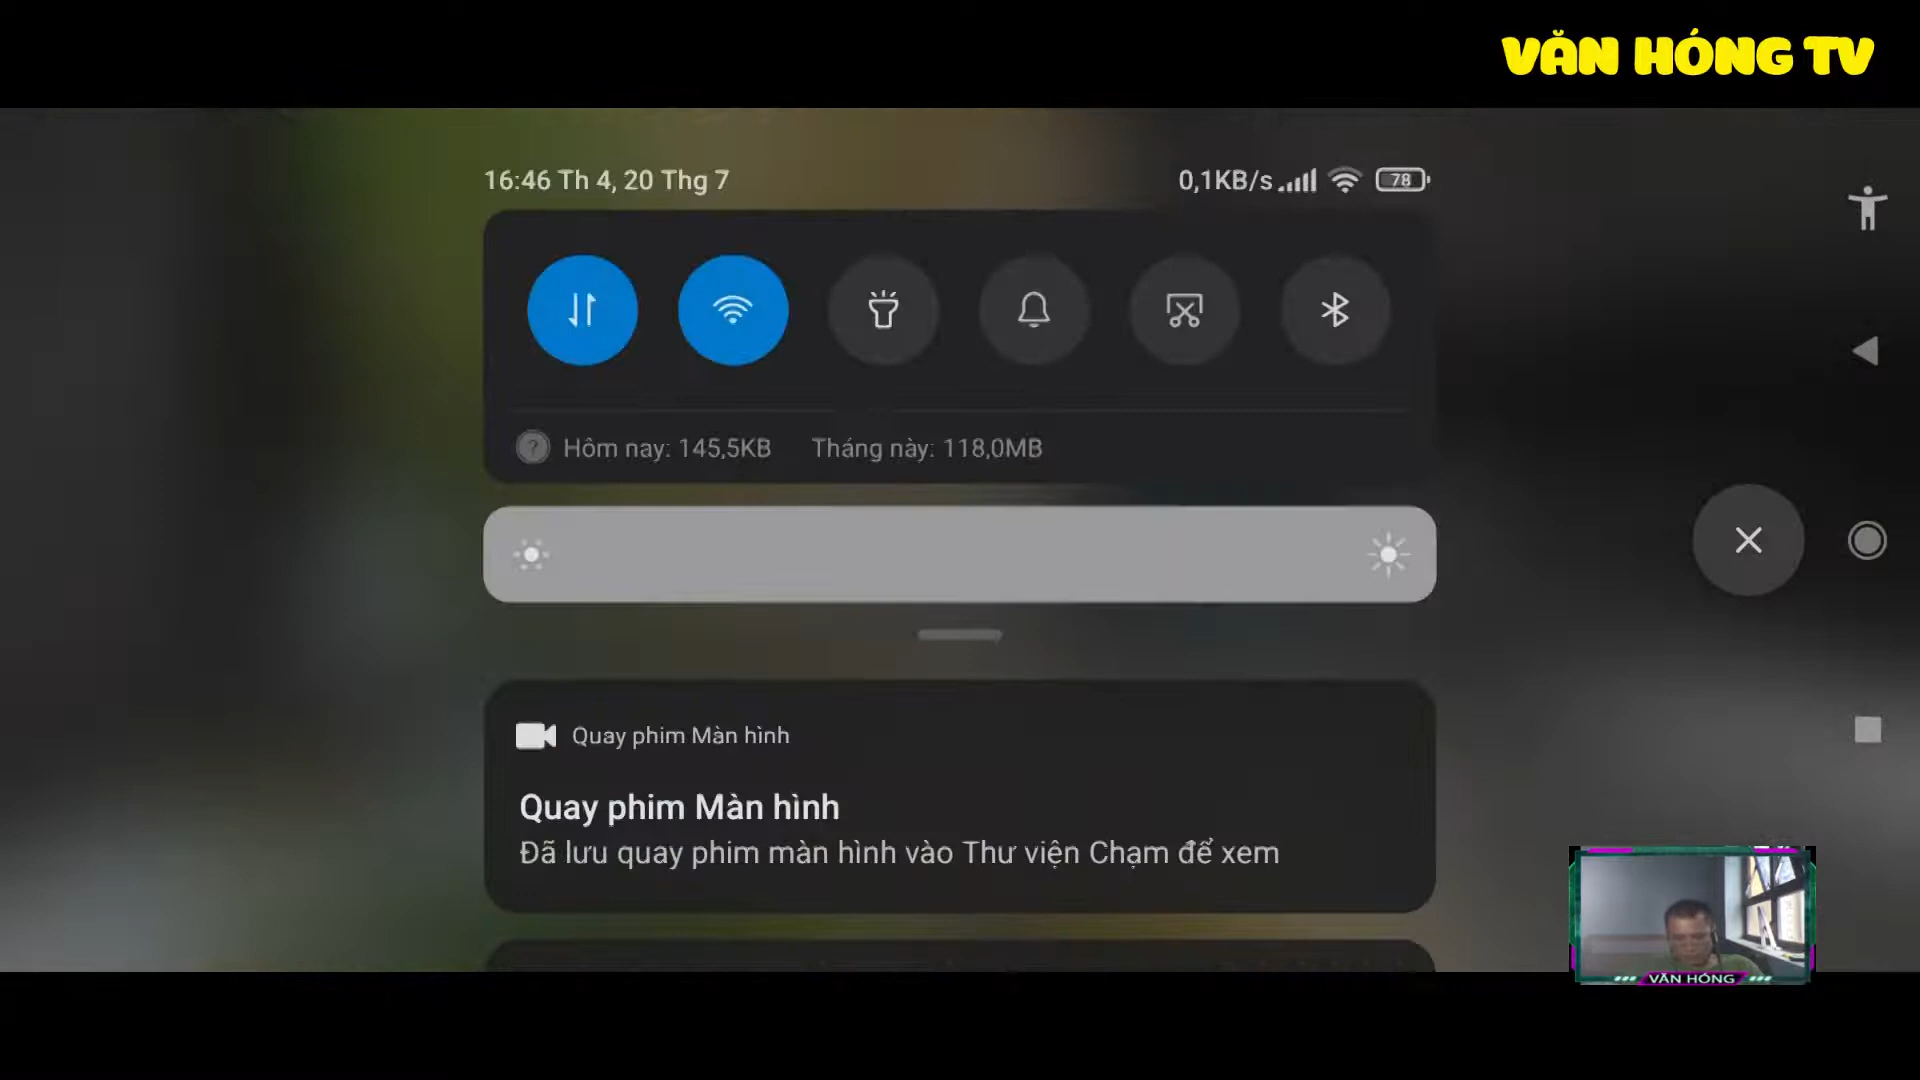 VĂN HÓNG TV
16:46 Th 4, 20 Thg 7
0,1KB/s
78
Hôm nay: 145,5KB Tháng này: 118,0MB
Quay phim Màn hình
Quay phim Màn hình
Đã lưu quay phim màn hình vào Thư viện Chạm để xem
VĂN HÓNG